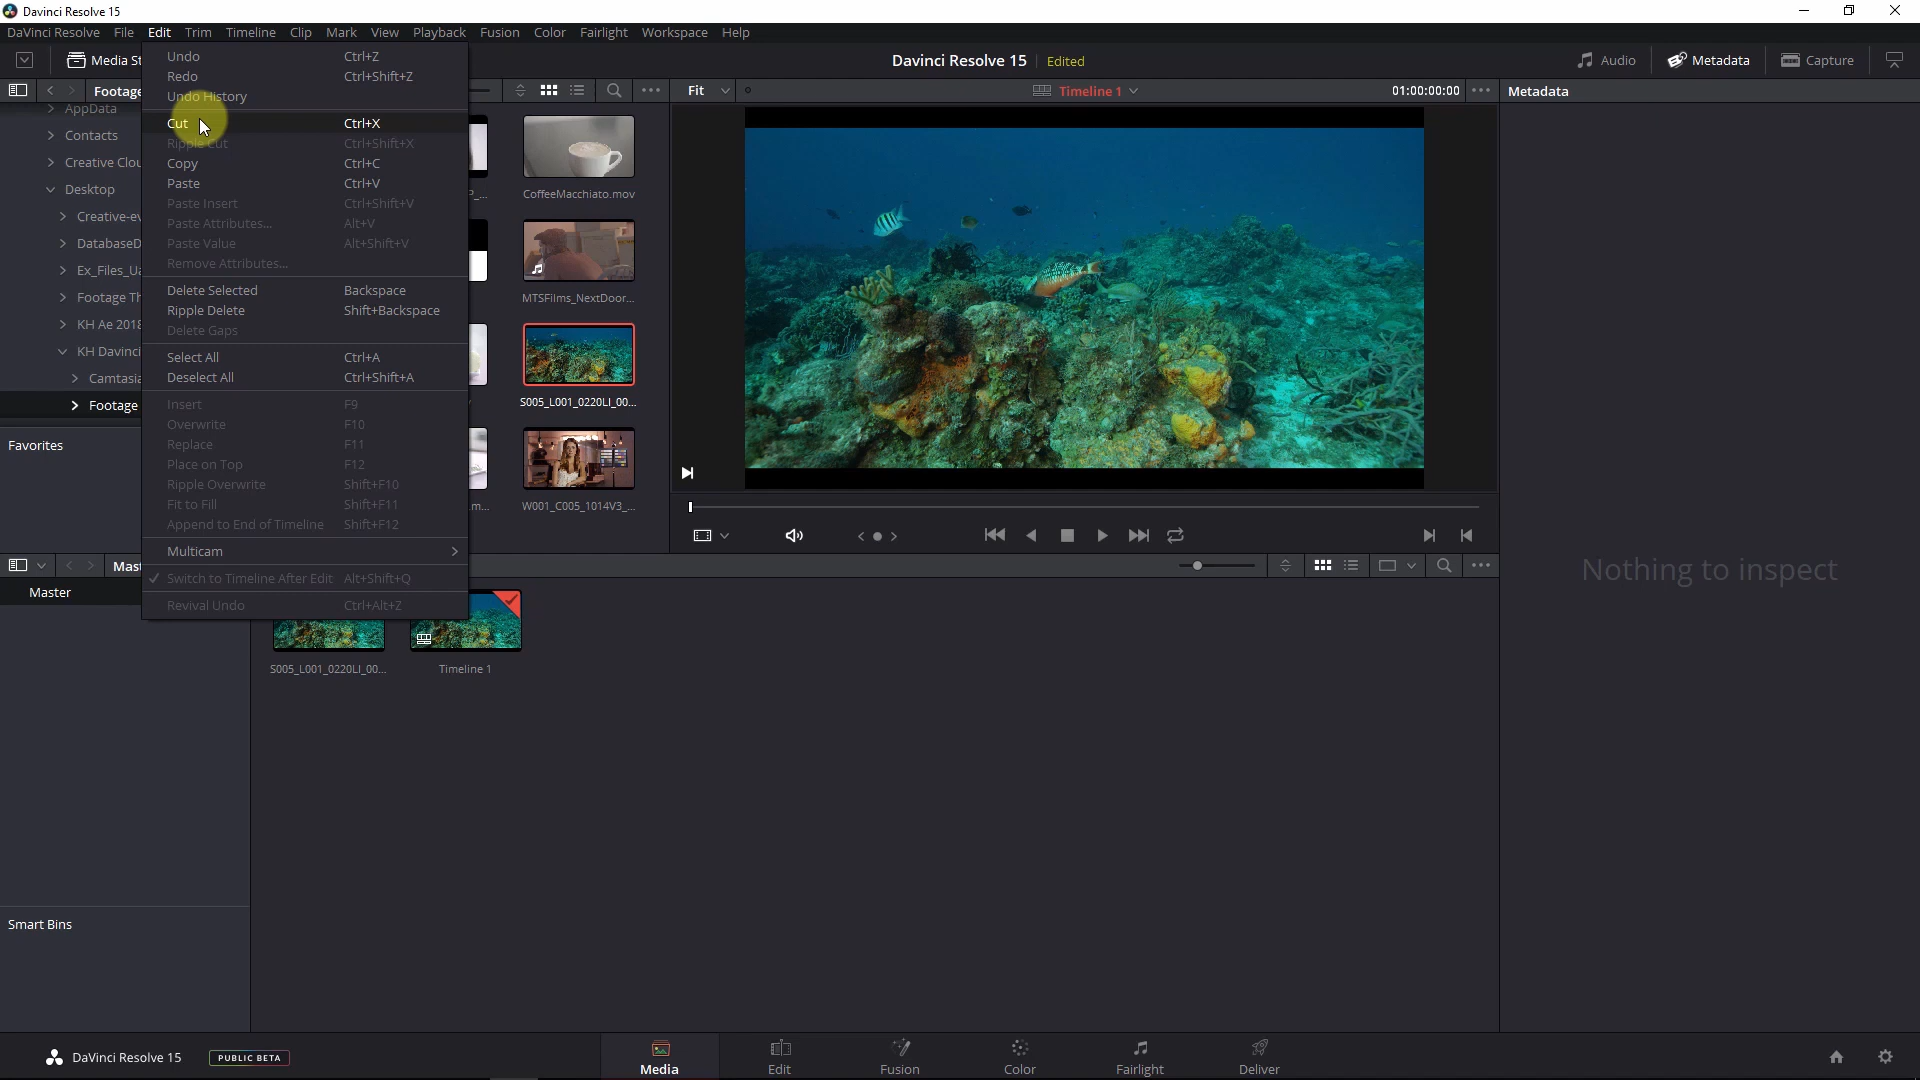 Davinci Resolve 15
DaVinci Resolve File Edit Trim Timeline Clip Mark View Playback Fusion Color Fairlight Workspace Help
Media St
Davinci Resolve 15 Edited
Audio Metadata Capture
Footage
Fit
Timeline 1
01:00:00:00
Metadata
Undo Ctrl+Z
Redo Ctrl+Shift+Z
Undo History
Cut Ctrl+X
Ripple Cut Ctrl+Shift+X
Copy Ctrl+C
Paste Ctrl+V
Paste Insert Ctrl+Shift+V
Paste Attributes... Alt+V
Paste Value Alt+Shift+V
Remove Attributes...
Delete Selected Backspace
Ripple Delete Shift+Backspace
Delete Gaps
Select All Ctrl+A
Deselect All Ctrl+Shift+A
Insert F9
Overwrite F10
Replace F11
Place on Top F12
Ripple Overwrite Shift+F10
Fit to Fill Shift+F11
Append to End of Timeline Shift+F12
Multicam
Switch to Timeline After Edit Alt+Shift+Q
Revival Undo Ctrl+Alt+Z
AppData
Contacts
Creative Clou
Desktop
Creative-ev
DatabaseD
Ex_Files_Ua
Footage Th
KH Ae 2018
KH Davinci
Camtasia
Footage
Favorites
P_...
CoffeeMacchiato.mov
MTSFilms_NextDoor...
S005_L001_0220LI_00...
.m...
W001_C005_1014V3_...
Mast
Master
S005_L001_0220LI_00...
Timeline 1
Nothing to inspect
Smart Bins
DaVinci Resolve 15
PUBLIC BETA
Media Edit Fusion Color Fairlight Deliver